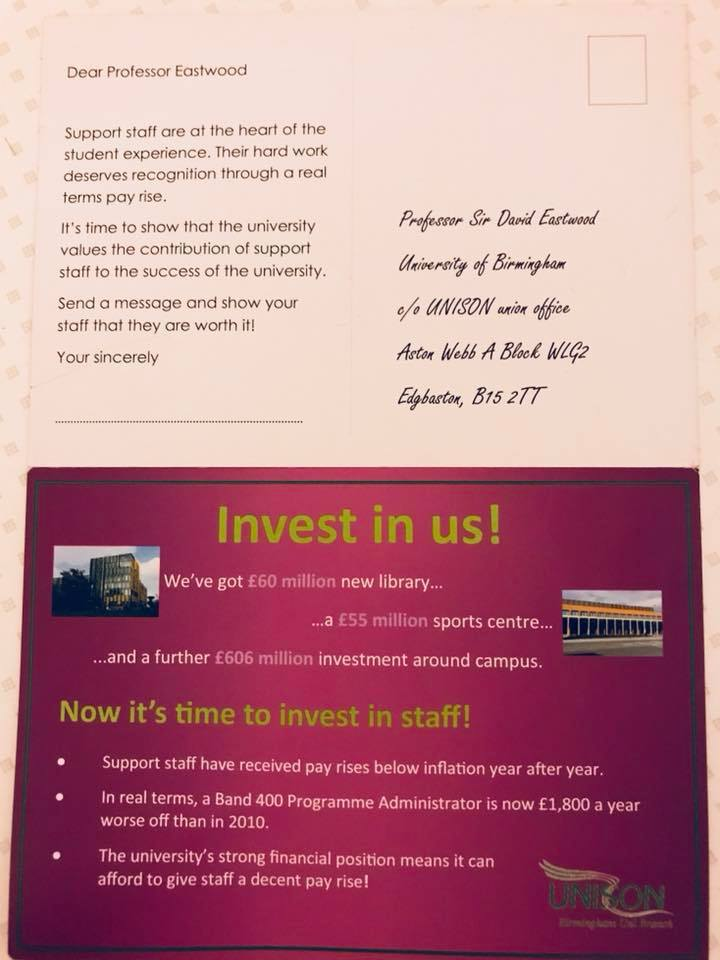 Dear Professor Eastwood
Support staff are at the heart of the
student experience. Their hard work
deserves recognition through a real
terms pay rise.
It's time to show that the university
values the contribution of support
staff to the success of the university.
Send a message and show your
staff that they are worth it!
Your sincerely
Professor Sir David Eastwood
University of Birmingham
c/o UNISON union office
Aston Webb A Block WLG2
Edgbaston, B15 2TT
Invest in us!
We've got £60 million new library...
...a £55 million sports centre...
...and a further £606 million investment around campus.
Now it's time to invest in staff!
• Support staff have received pay rises below inflation year after year.
• In real terms, a Band 400 Programme Administrator is now £1,800 a year
worse off than in 2010.
• The university's strong financial position means it can
afford to give staff a decent pay rise!
UNISON
Birmingham Uni Branch